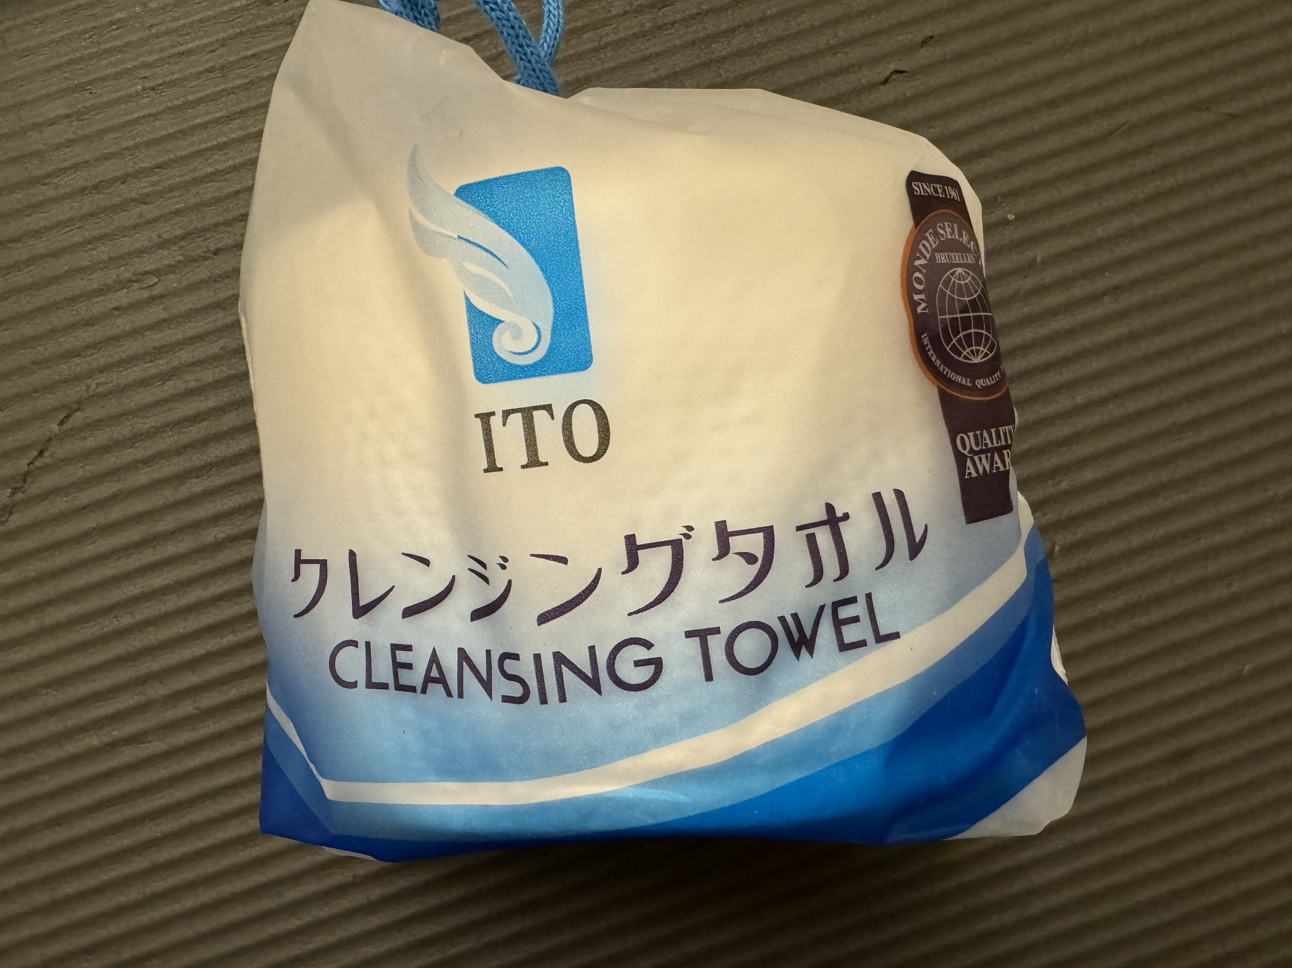 ITO
クレンジングタオル
CLEANSING TOWEL
SINCE 1961
MONDE SELEC
BRUXELLES
INTERNATIONAL QUALITY
QUALIT
AWAR